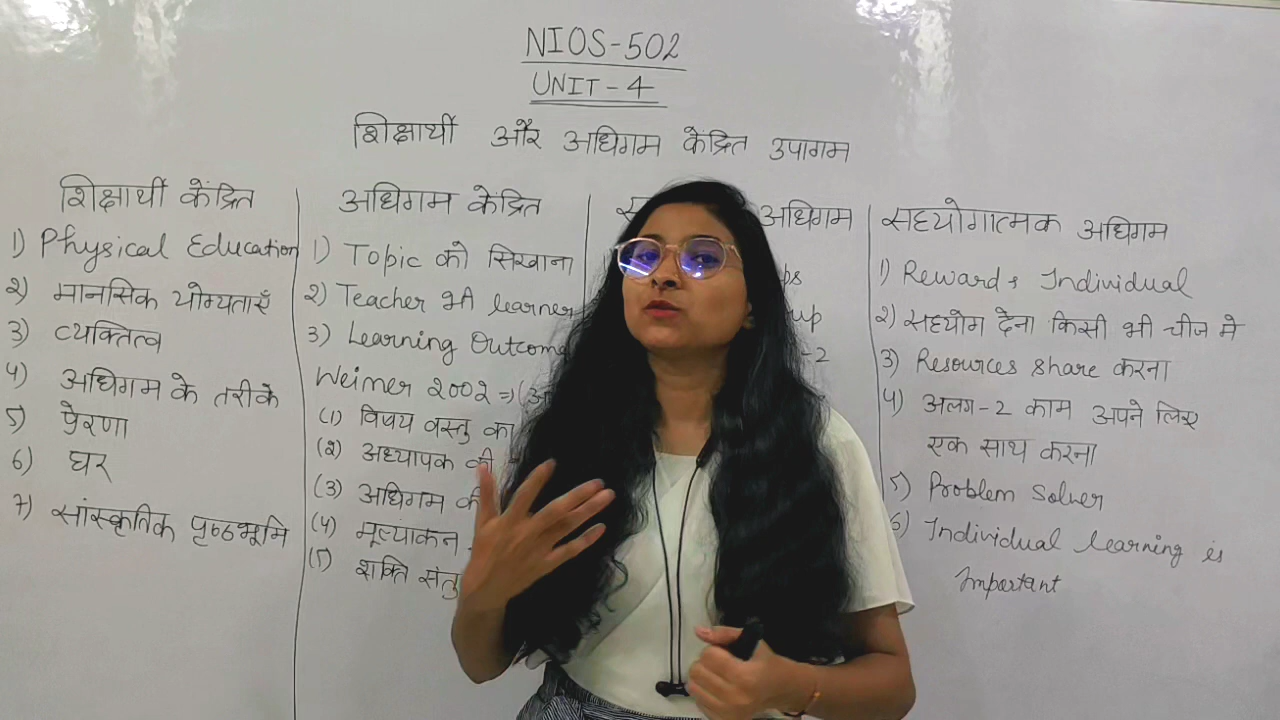 NIOS-502
UNIT-4
शिक्षार्थी और अधिगम केंद्रित उपागम
शिक्षार्थी केंद्रित
1) Physical Education
2) मानसिक योग्यताएँ
3) व्यक्तित्व
4) अधिगम के तरीके
5) प्रेरणा
6) घर
7) सांस्कृतिक पृष्ठभूमि
अधिगम केंद्रित
1) Topic को सिखाना
2) Teacher भी learner
3) Learning Outcome
Weimer 2002 =>
(1) विषय वस्तु का
(2) अध्यापक की
(3) अधिगम की
(4) मूल्यांकन
(5) शक्ति
अधिगम
-2
सहयोगात्मक अधिगम
1) Reward & Individual
2) सहयोग देना किसी भी चीज मे
3) Resources share करना
4) अलग-2 काम अपने लिए
एक साथ करना
5) Problem Solver
6) Individual learning is
Important